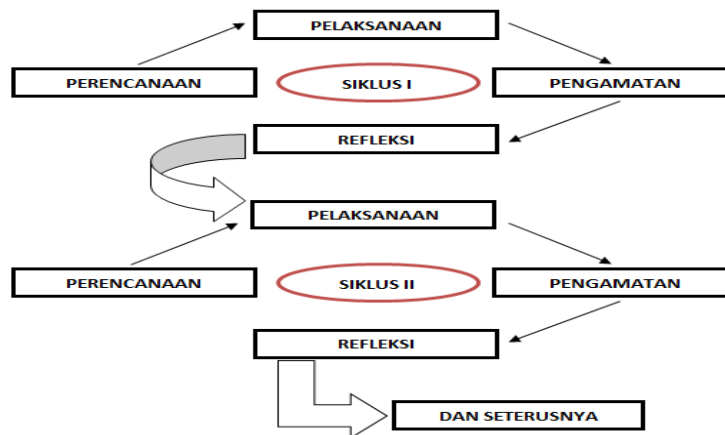 PELAKSANAAN
PERENCANAAN
SIKLUS I
PENGAMATAN
REFLEKSI
PELAKSANAAN
PERENCANAAN
SIKLUS II
PENGAMATAN
REFLEKSI
DAN SETERUSNYA